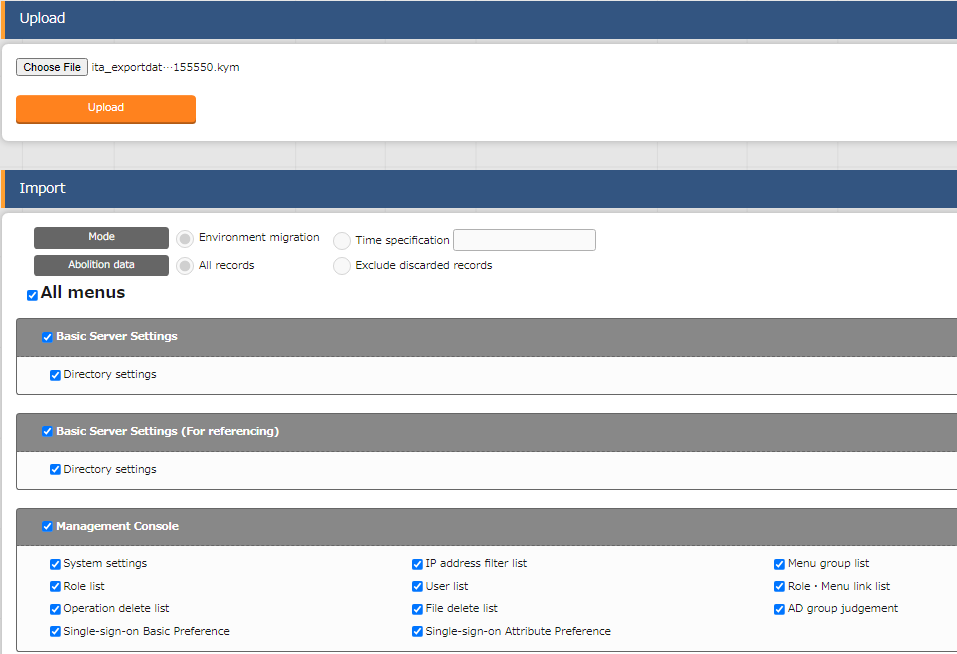 Upload
Choose File ita_exportdat···155550.kym
Upload
Import
Mode Environment migration Time specification
Abolition data All records Exclude discarded records
All menus
Basic Server Settings
Directory settings
Basic Server Settings (For referencing)
Directory settings
Management Console
System settings IP address filter list Menu group list
Role list User list Role・Menu link list
Operation delete list File delete list AD group judgement
Single-sign-on Basic Preference Single-sign-on Attribute Preference